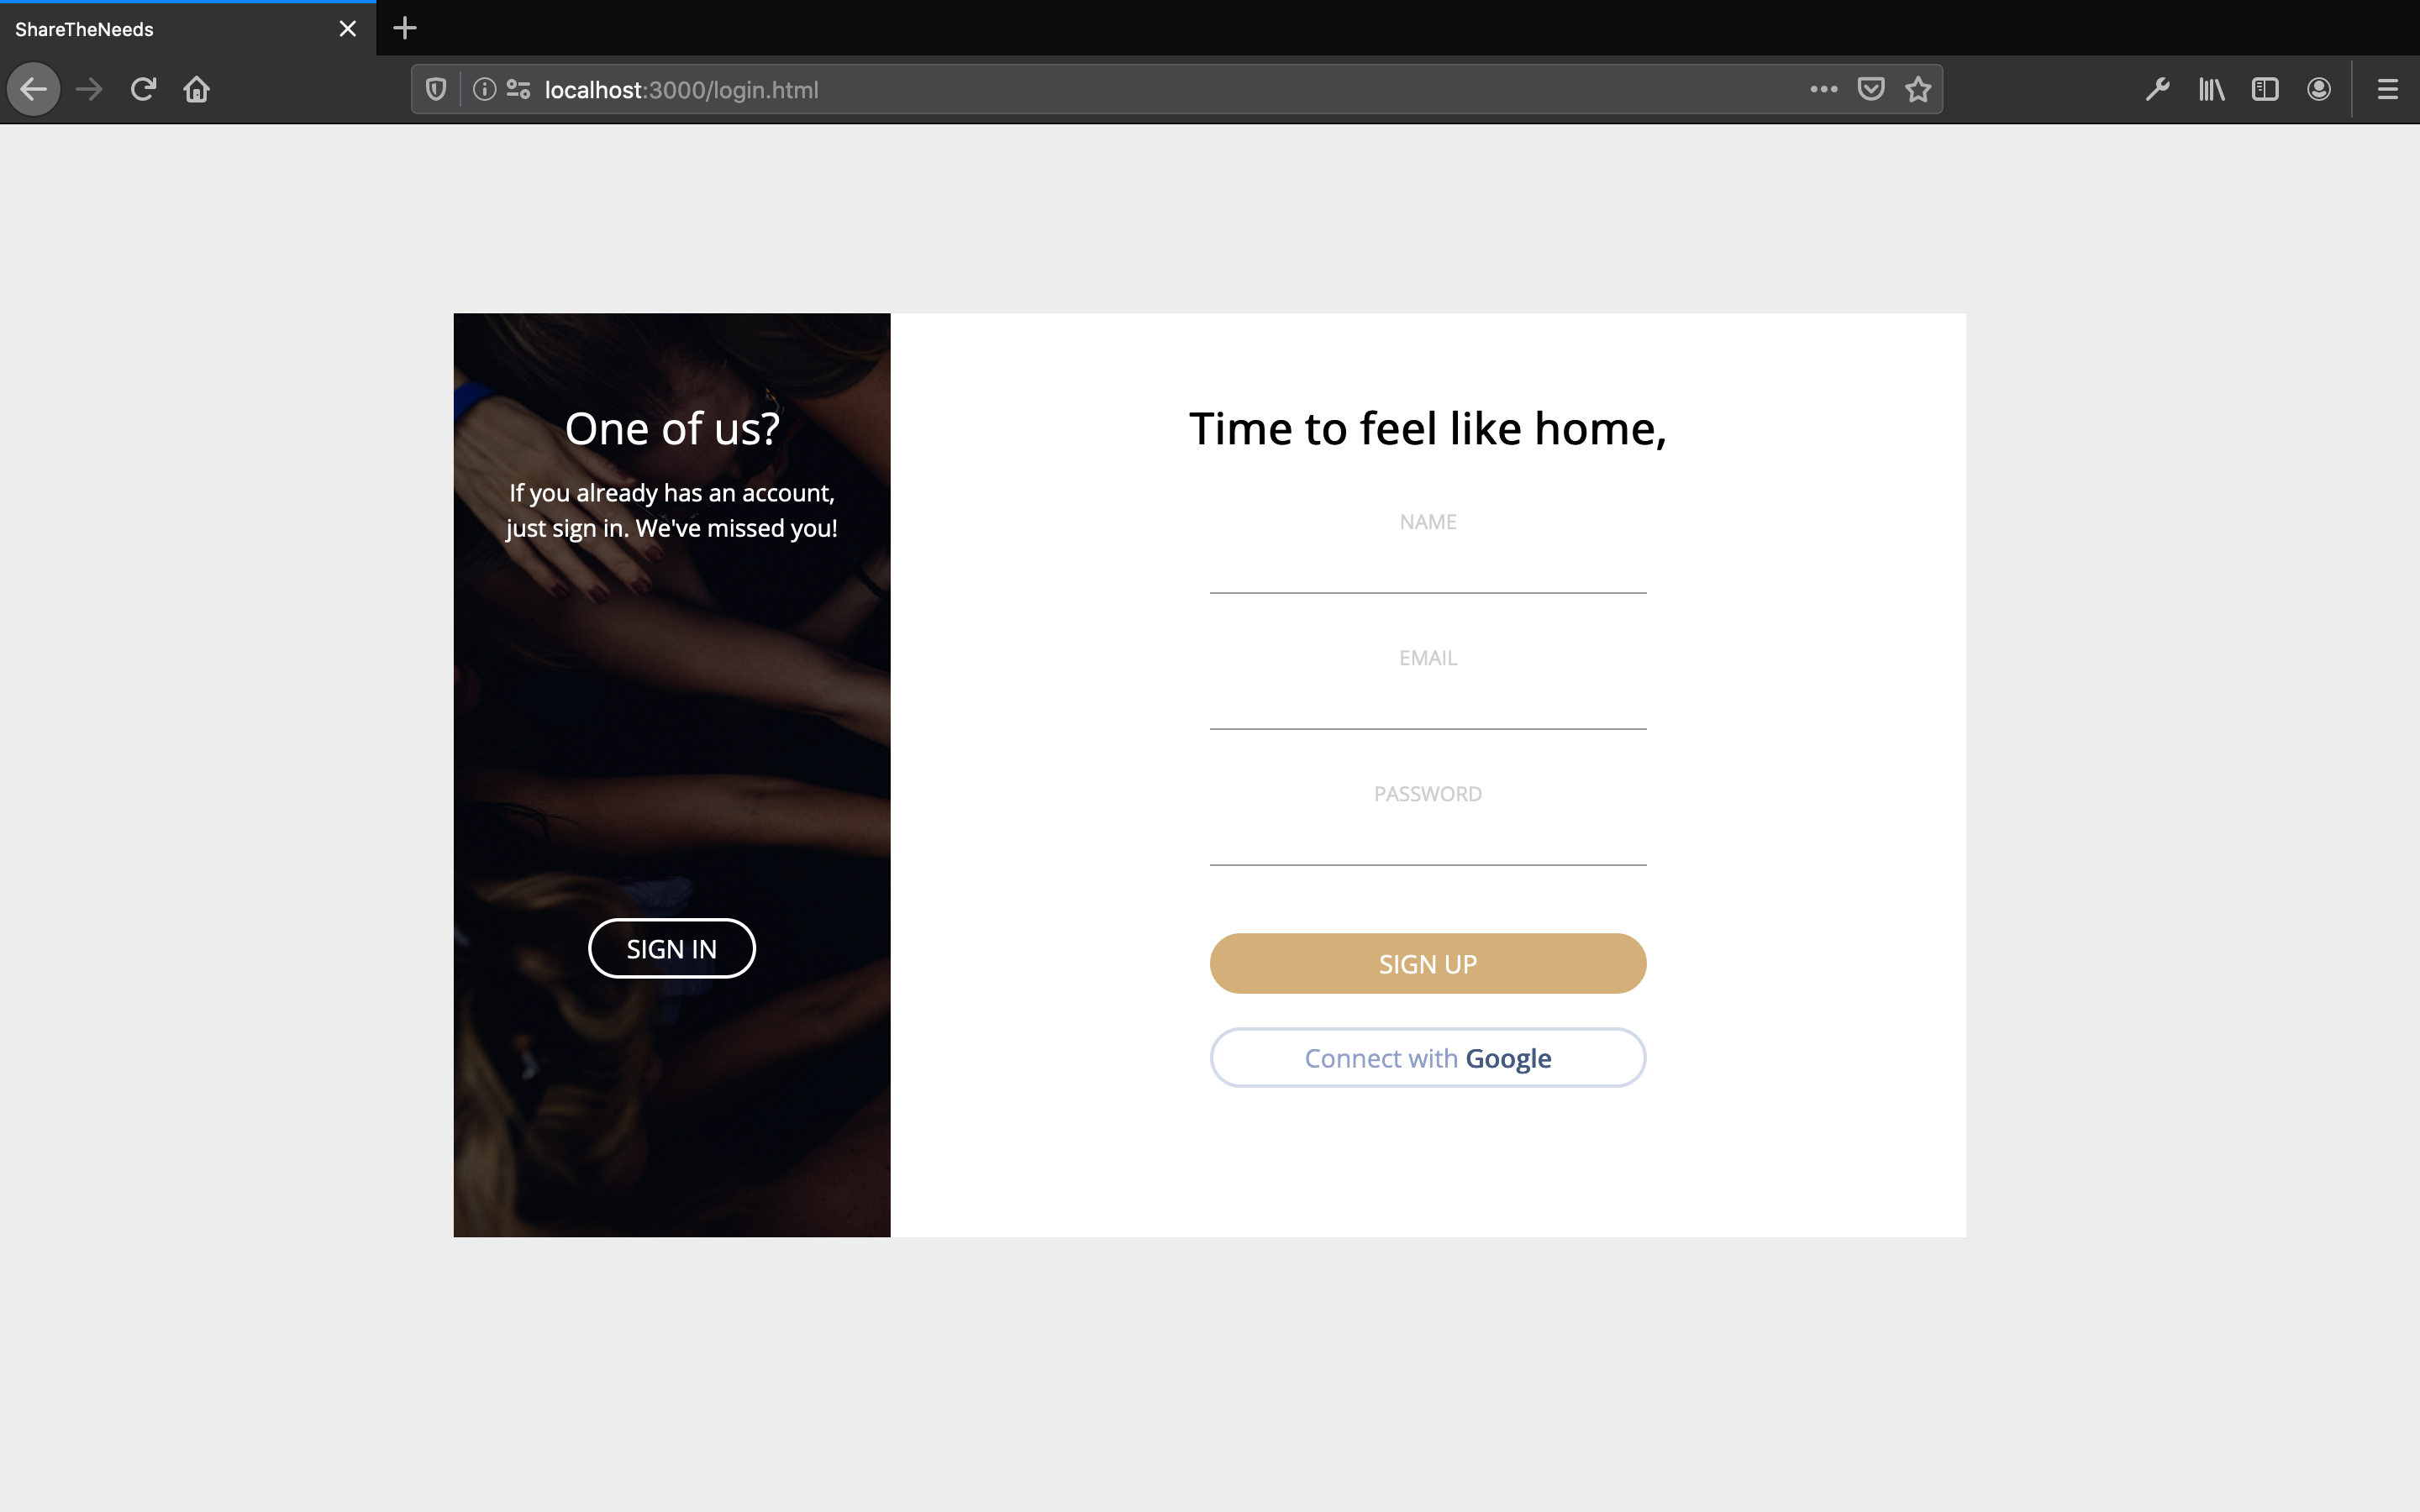 ShareTheNeeds
localhost:3000/login.html
One of us?
If you already has an account,
just sign in. We've missed you!
SIGN IN
Time to feel like home,
NAME
EMAIL
PASSWORD
SIGN UP
Connect with Google